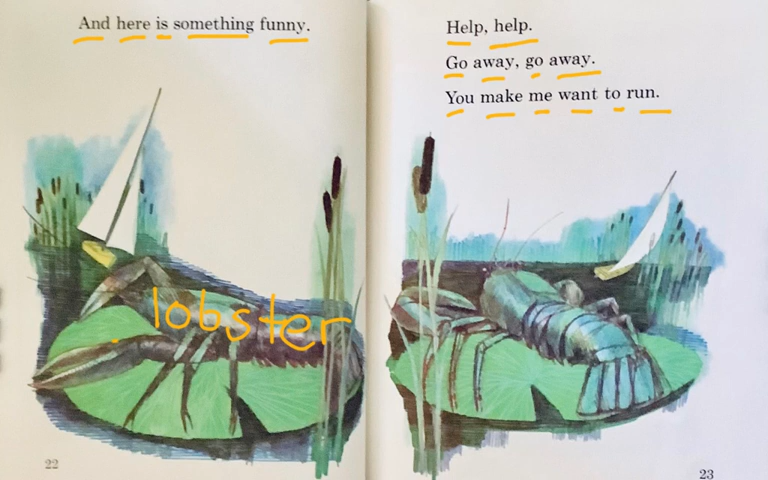 And here is something funny.
lobster
22
Help, help.
Go away, go away.
You make me want to run.
23